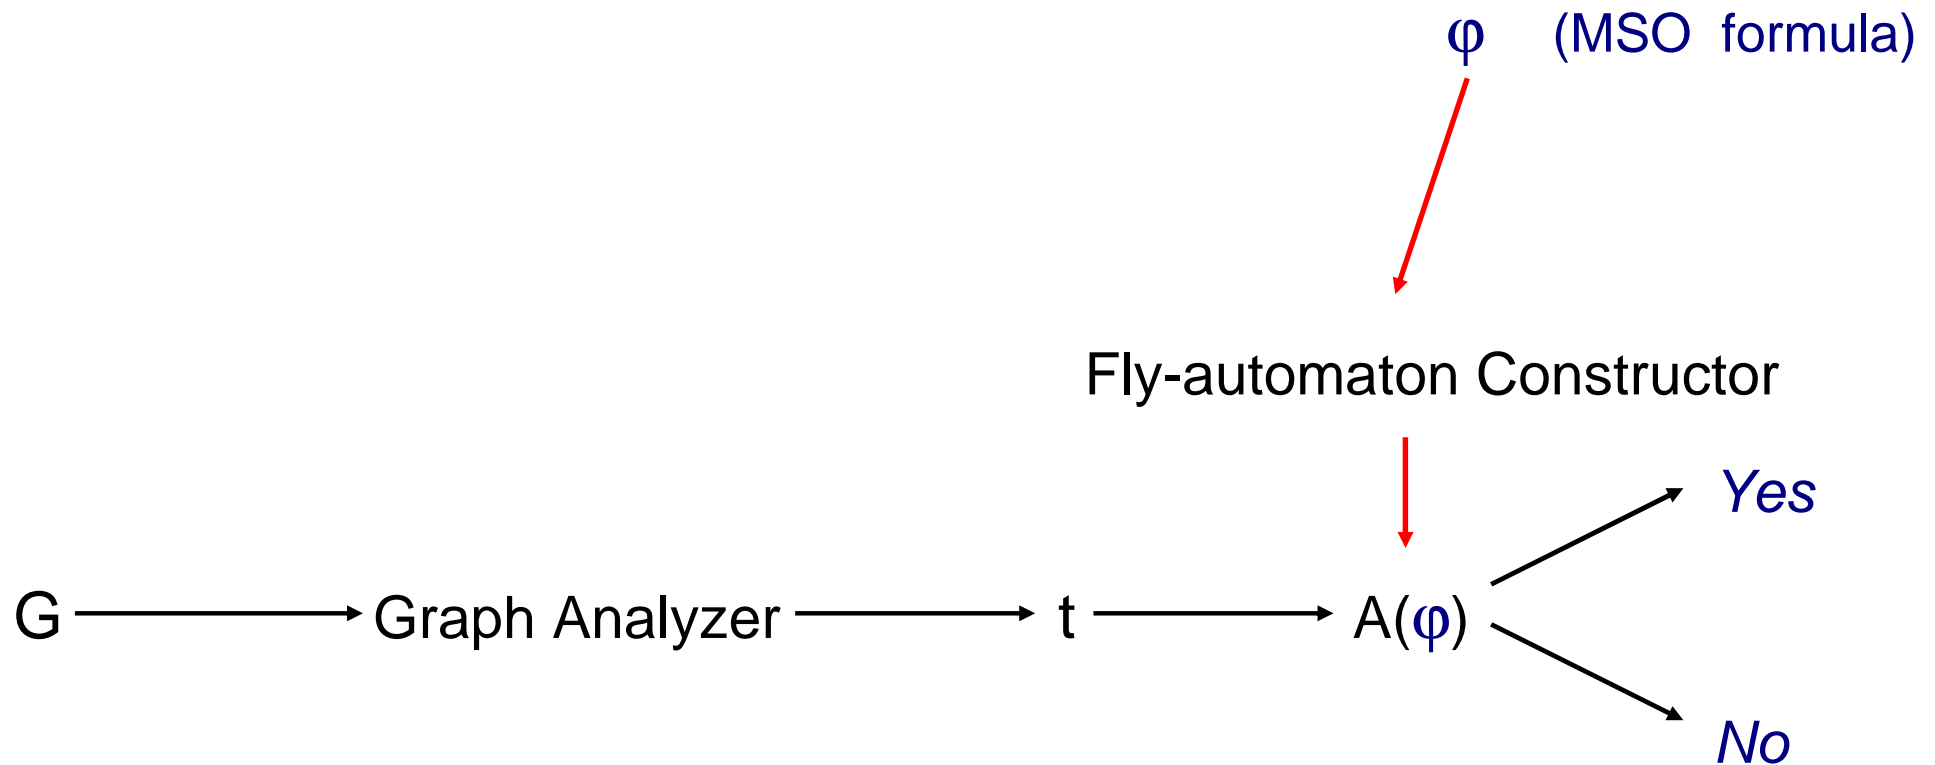 φ (MSO formula)
Fly-automaton Constructor
Yes
G Graph Analyzer t A(φ)
No